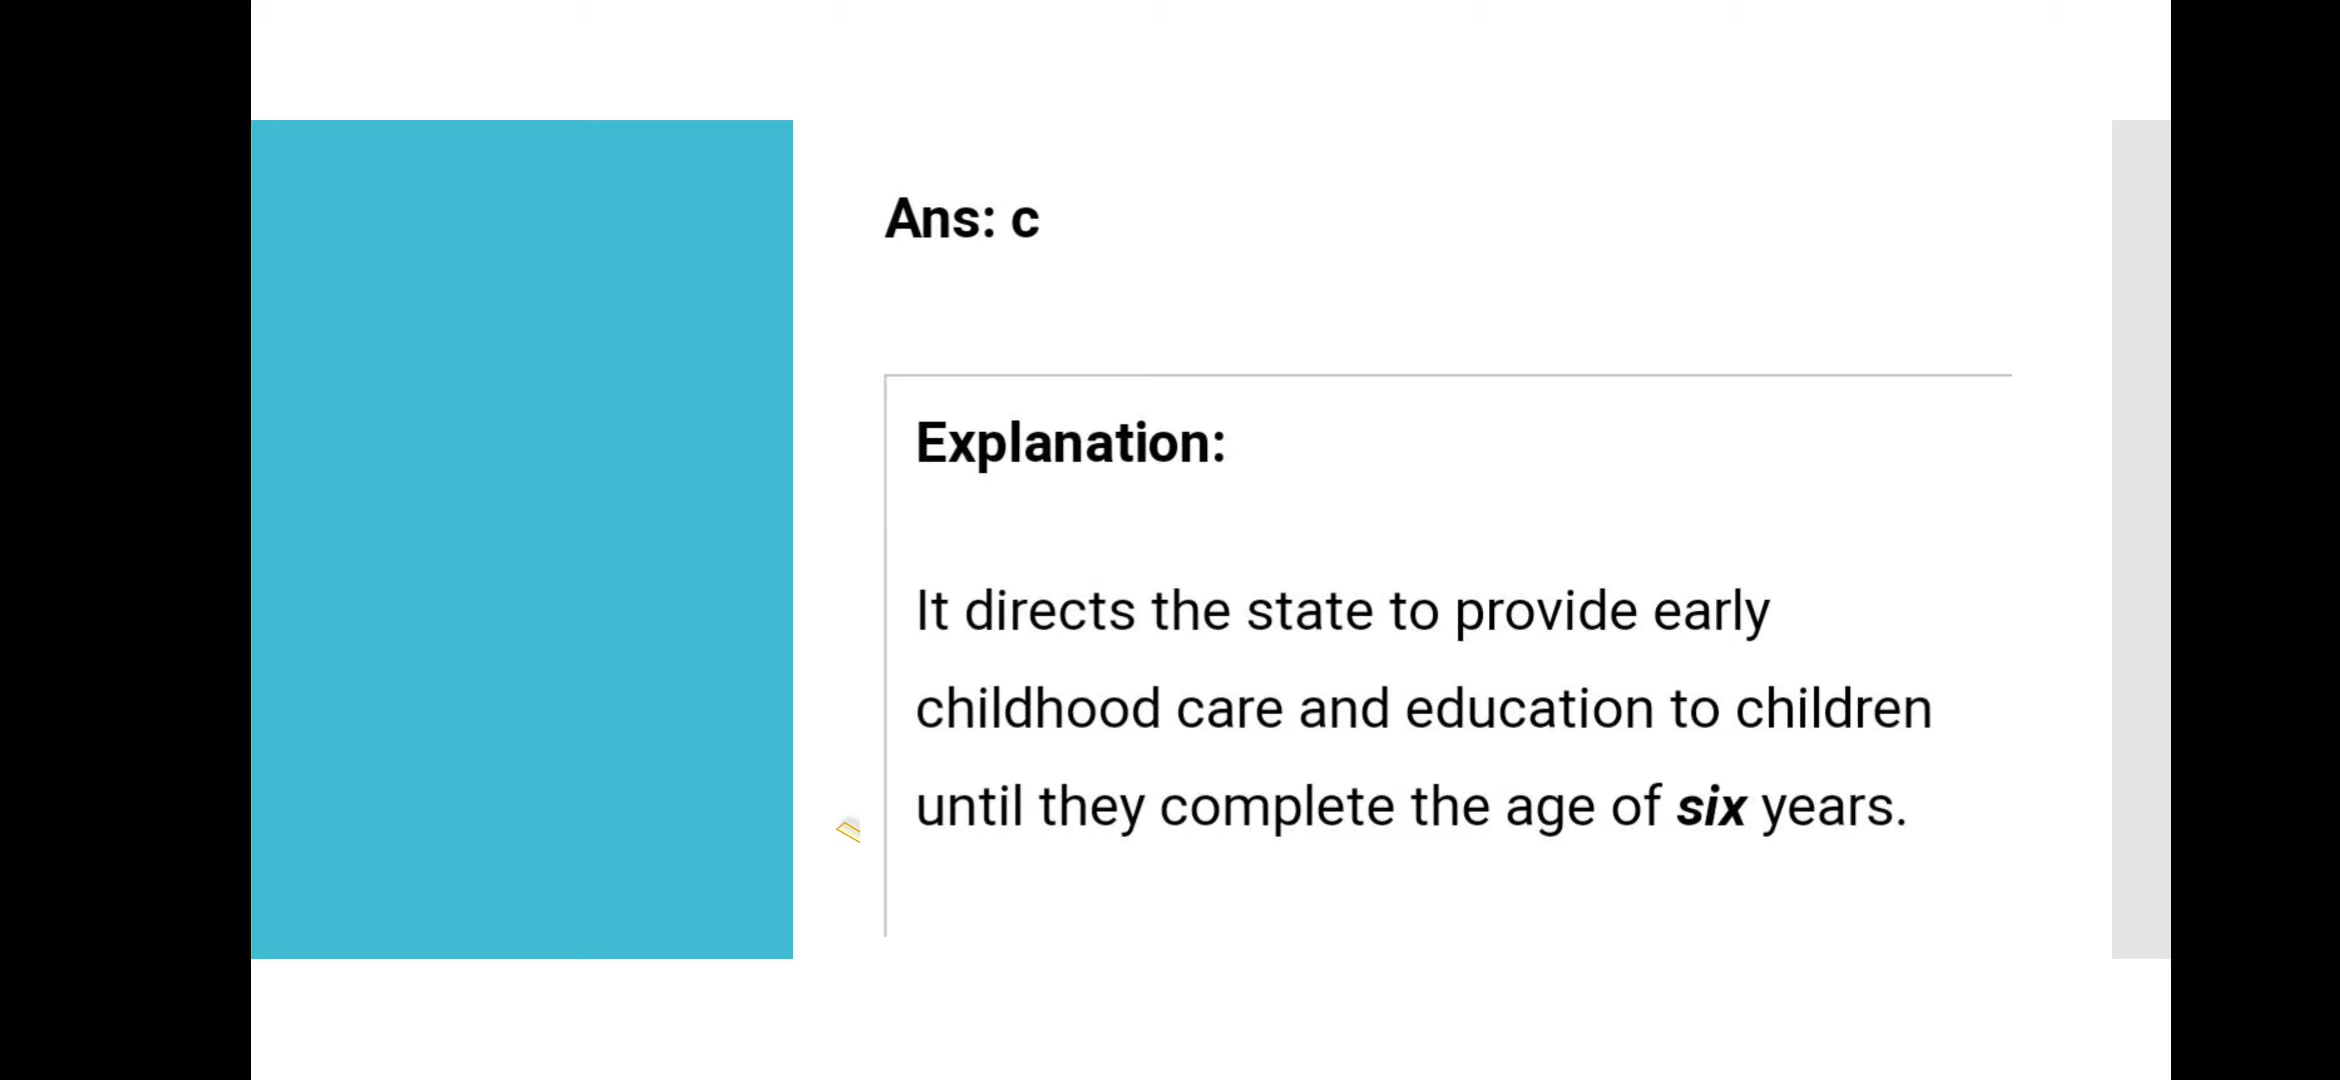 Ans: c
Explanation:
It directs the state to provide early
childhood care and education to children
until they complete the age of six years.